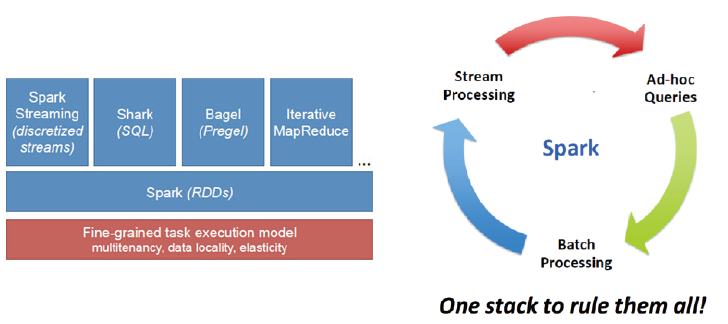 Spark
Streaming
(discretized
streams)
Shark
(SQL)
Bagel
(Pregel)
Iterative
MapReduce
...
Spark (RDDs)
Fine-grained task execution model
multitenancy, data locality, elasticity
Stream
Processing
Ad-hoc
Queries
Spark
Batch
Processing
One stack to rule them all!